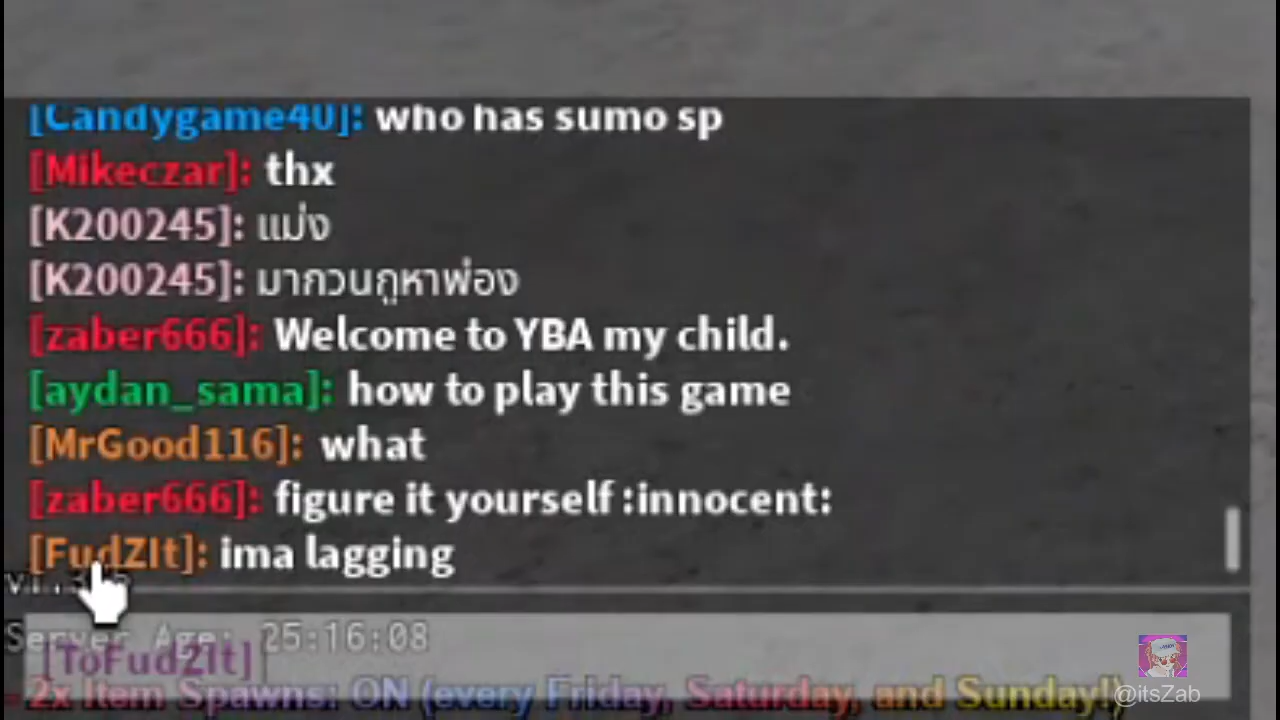 [Candygame40]: who has sumo sp
[Mikeczar]: thx
[K200245]: แม่ง
[K200245]: มากวนกูหาพ่อง
[zaber666]: Welcome to YBA my child.
[aydan_sama]: how to play this game
[MrGood116]: what
[zaber666]: figure it yourself :innocent:
[FudZIt]: ima lagging
Server Age: 25:16:08
[ToFudZIt]
2x Item Spawns: ON (every Friday, Saturday, and Sunday!)
@itsZab